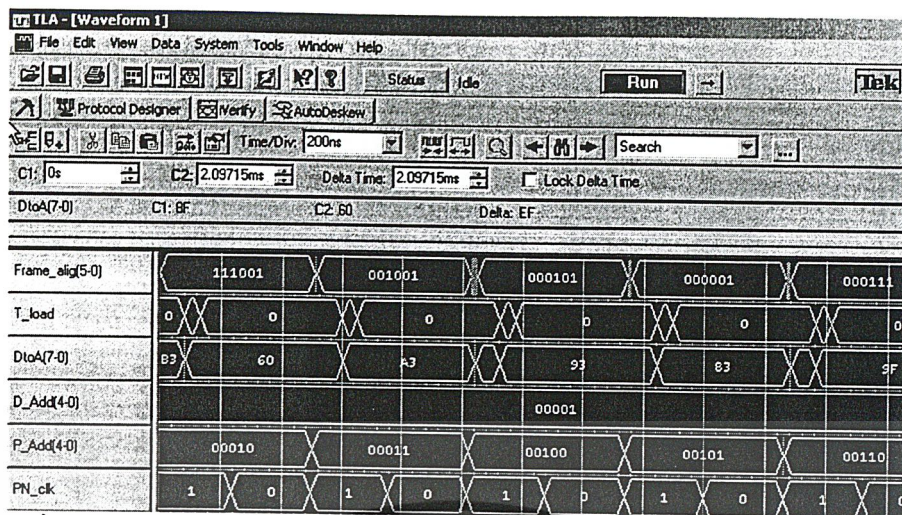 TLA - [Waveform 1]
File Edit View Data System Tools Window Help
Status Idle Run Tek
Protocol Designer iVerify AutoDeskew
Time/Div: 200ns Search ...
C1: 0s C2: 2.09715ms Delta Time: 2.09715ms Lock Delta Time
DtoA(7-0) C1: 8F C2: 60 Delta: EF
Frame_alig(5-0) 111001 001001 000101 000001 000111
T_load 0 0 0 0 0 0
DtoA(7-0) B3 60 A3 93 83 9F
D_Add(4-0) 00001
P_Add(4-0) 00010 00011 00100 00101 00110
PN_clk 1 0 1 0 1 0 1 0 1 0